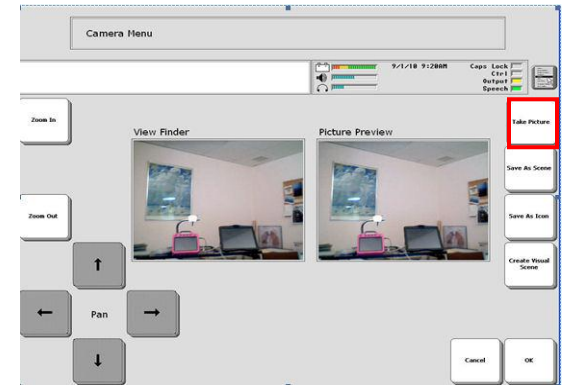 Camera Menu
9/1/10 9:20AM
Caps Lock
Ctrl
Output
Speech
Zoom In
View Finder
Picture Preview
Take Picture
Save As Scene
Zoom Out
Save As Icon
Create Visual
Scene
Pan
Cancel
OK